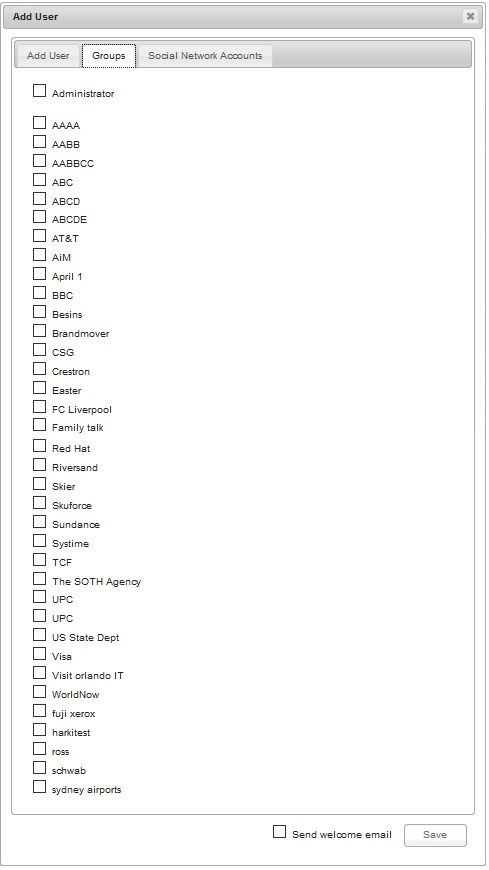 Add User
Add User Groups Social Network Accounts
Administrator
AAAA
AABB
AABBCC
ABC
ABCD
ABCDE
AT&T
AiM
April 1
BBC
Besins
Brandmover
CSG
Crestron
Easter
FC Liverpool
Family talk
Red Hat
Riversand
Skier
Skuforce
Sundance
Systime
TCF
The SOTH Agency
UPC
UPC
US State Dept
Visa
Visit orlando IT
WorldNow
fuji xerox
harkitest
ross
schwab
sydney airports
Send welcome email Save